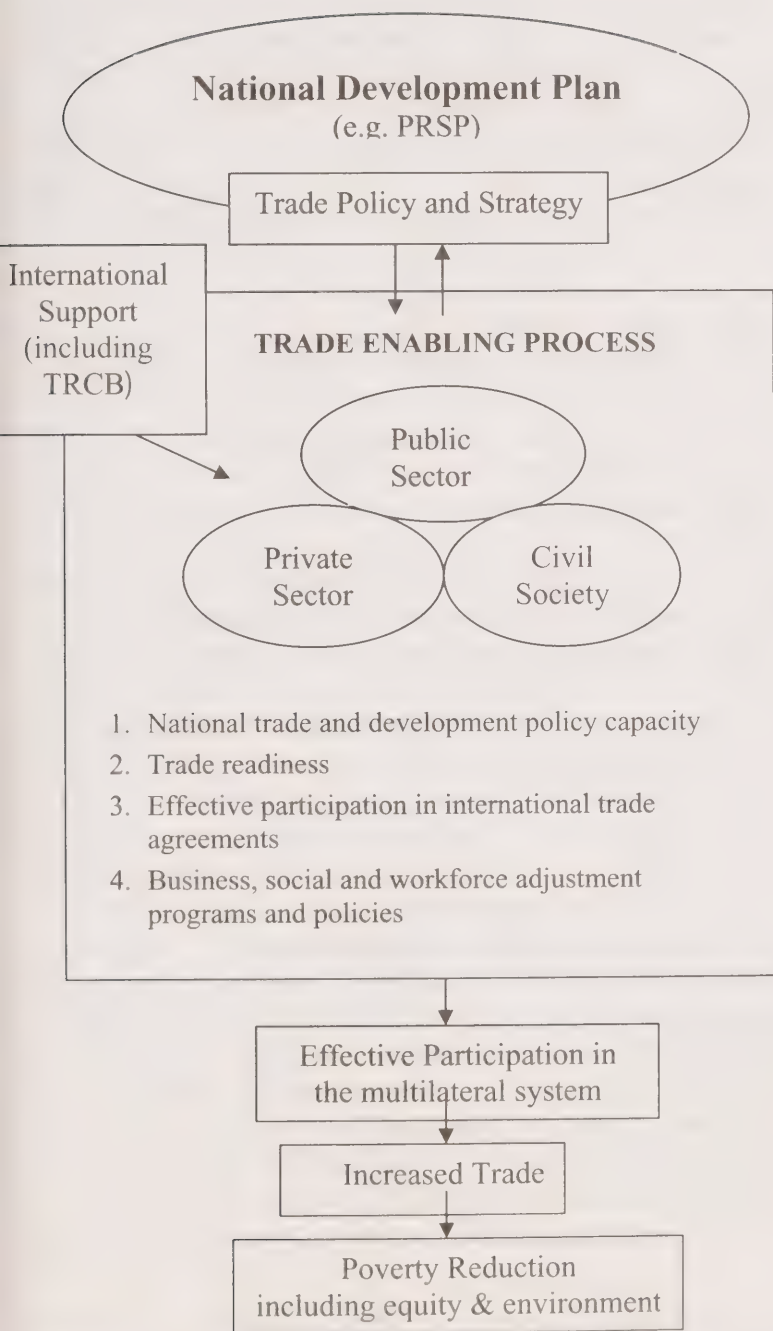 National Development Plan
(e.g. PRSP)
Trade Policy and Strategy
International
Support
(including
TRCB)
TRADE ENABLING PROCESS
Public
Sector
Private
Sector
Civil
Society
1. National trade and development policy capacity
2. Trade readiness
3. Effective participation in international trade
agreements
4. Business, social and workforce adjustment
programs and policies
Effective Participation in
the multilateral system
Increased Trade
Poverty Reduction
including equity & environment